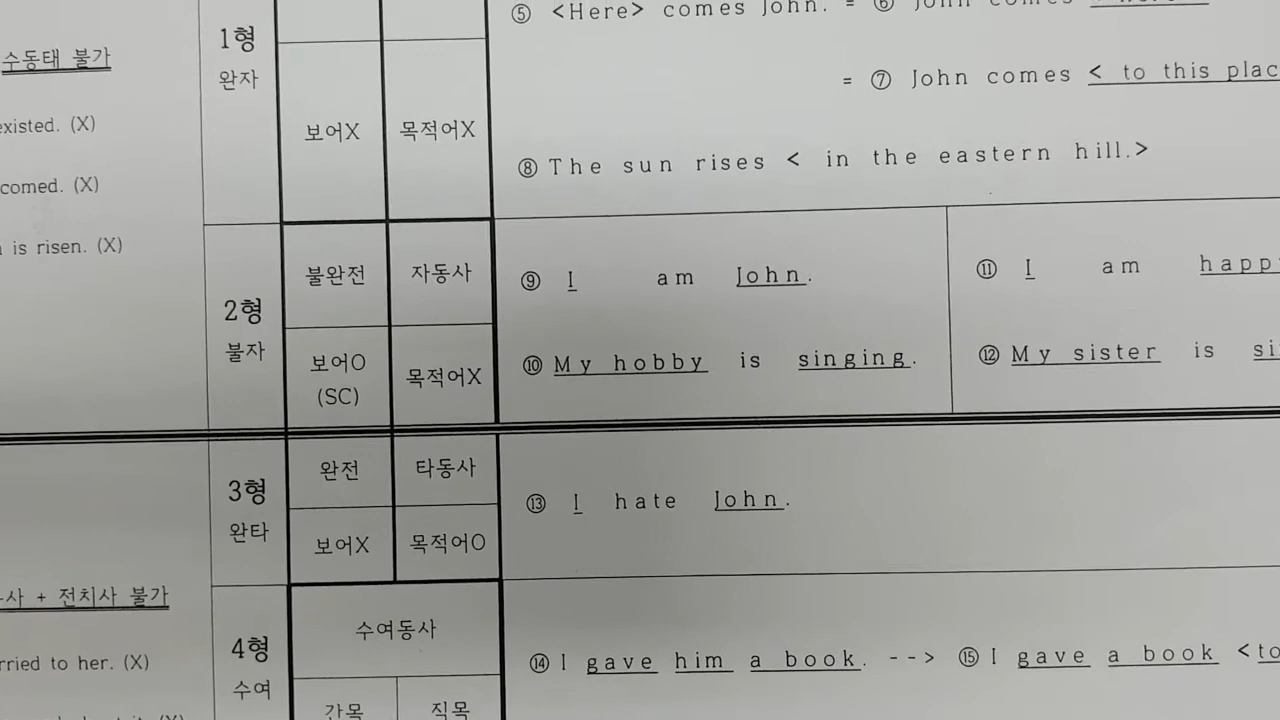 수동태 불가
existed. (X)
comed. (X)
is risen. (X)
1형
완자
보어X
목적어X
⑤ <Here> comes John. = ⑥ John comes
= ⑦ John comes < to this plac
⑧ The sun rises < in the eastern hill.>
2형
불자
불완전
자동사
보어O
(SC)
목적어X
⑨ I am John.
⑪ I am happ
⑩ My hobby is singing.
⑫ My sister is si
3형
완타
완전
타동사
보어X
목적어O
⑬ I hate John.
사 + 전치사 불가
rried to her. (X)
4형
수여
수여동사
간목
직목
⑭ I gave him a book. --> ⑮ I gave a book <to